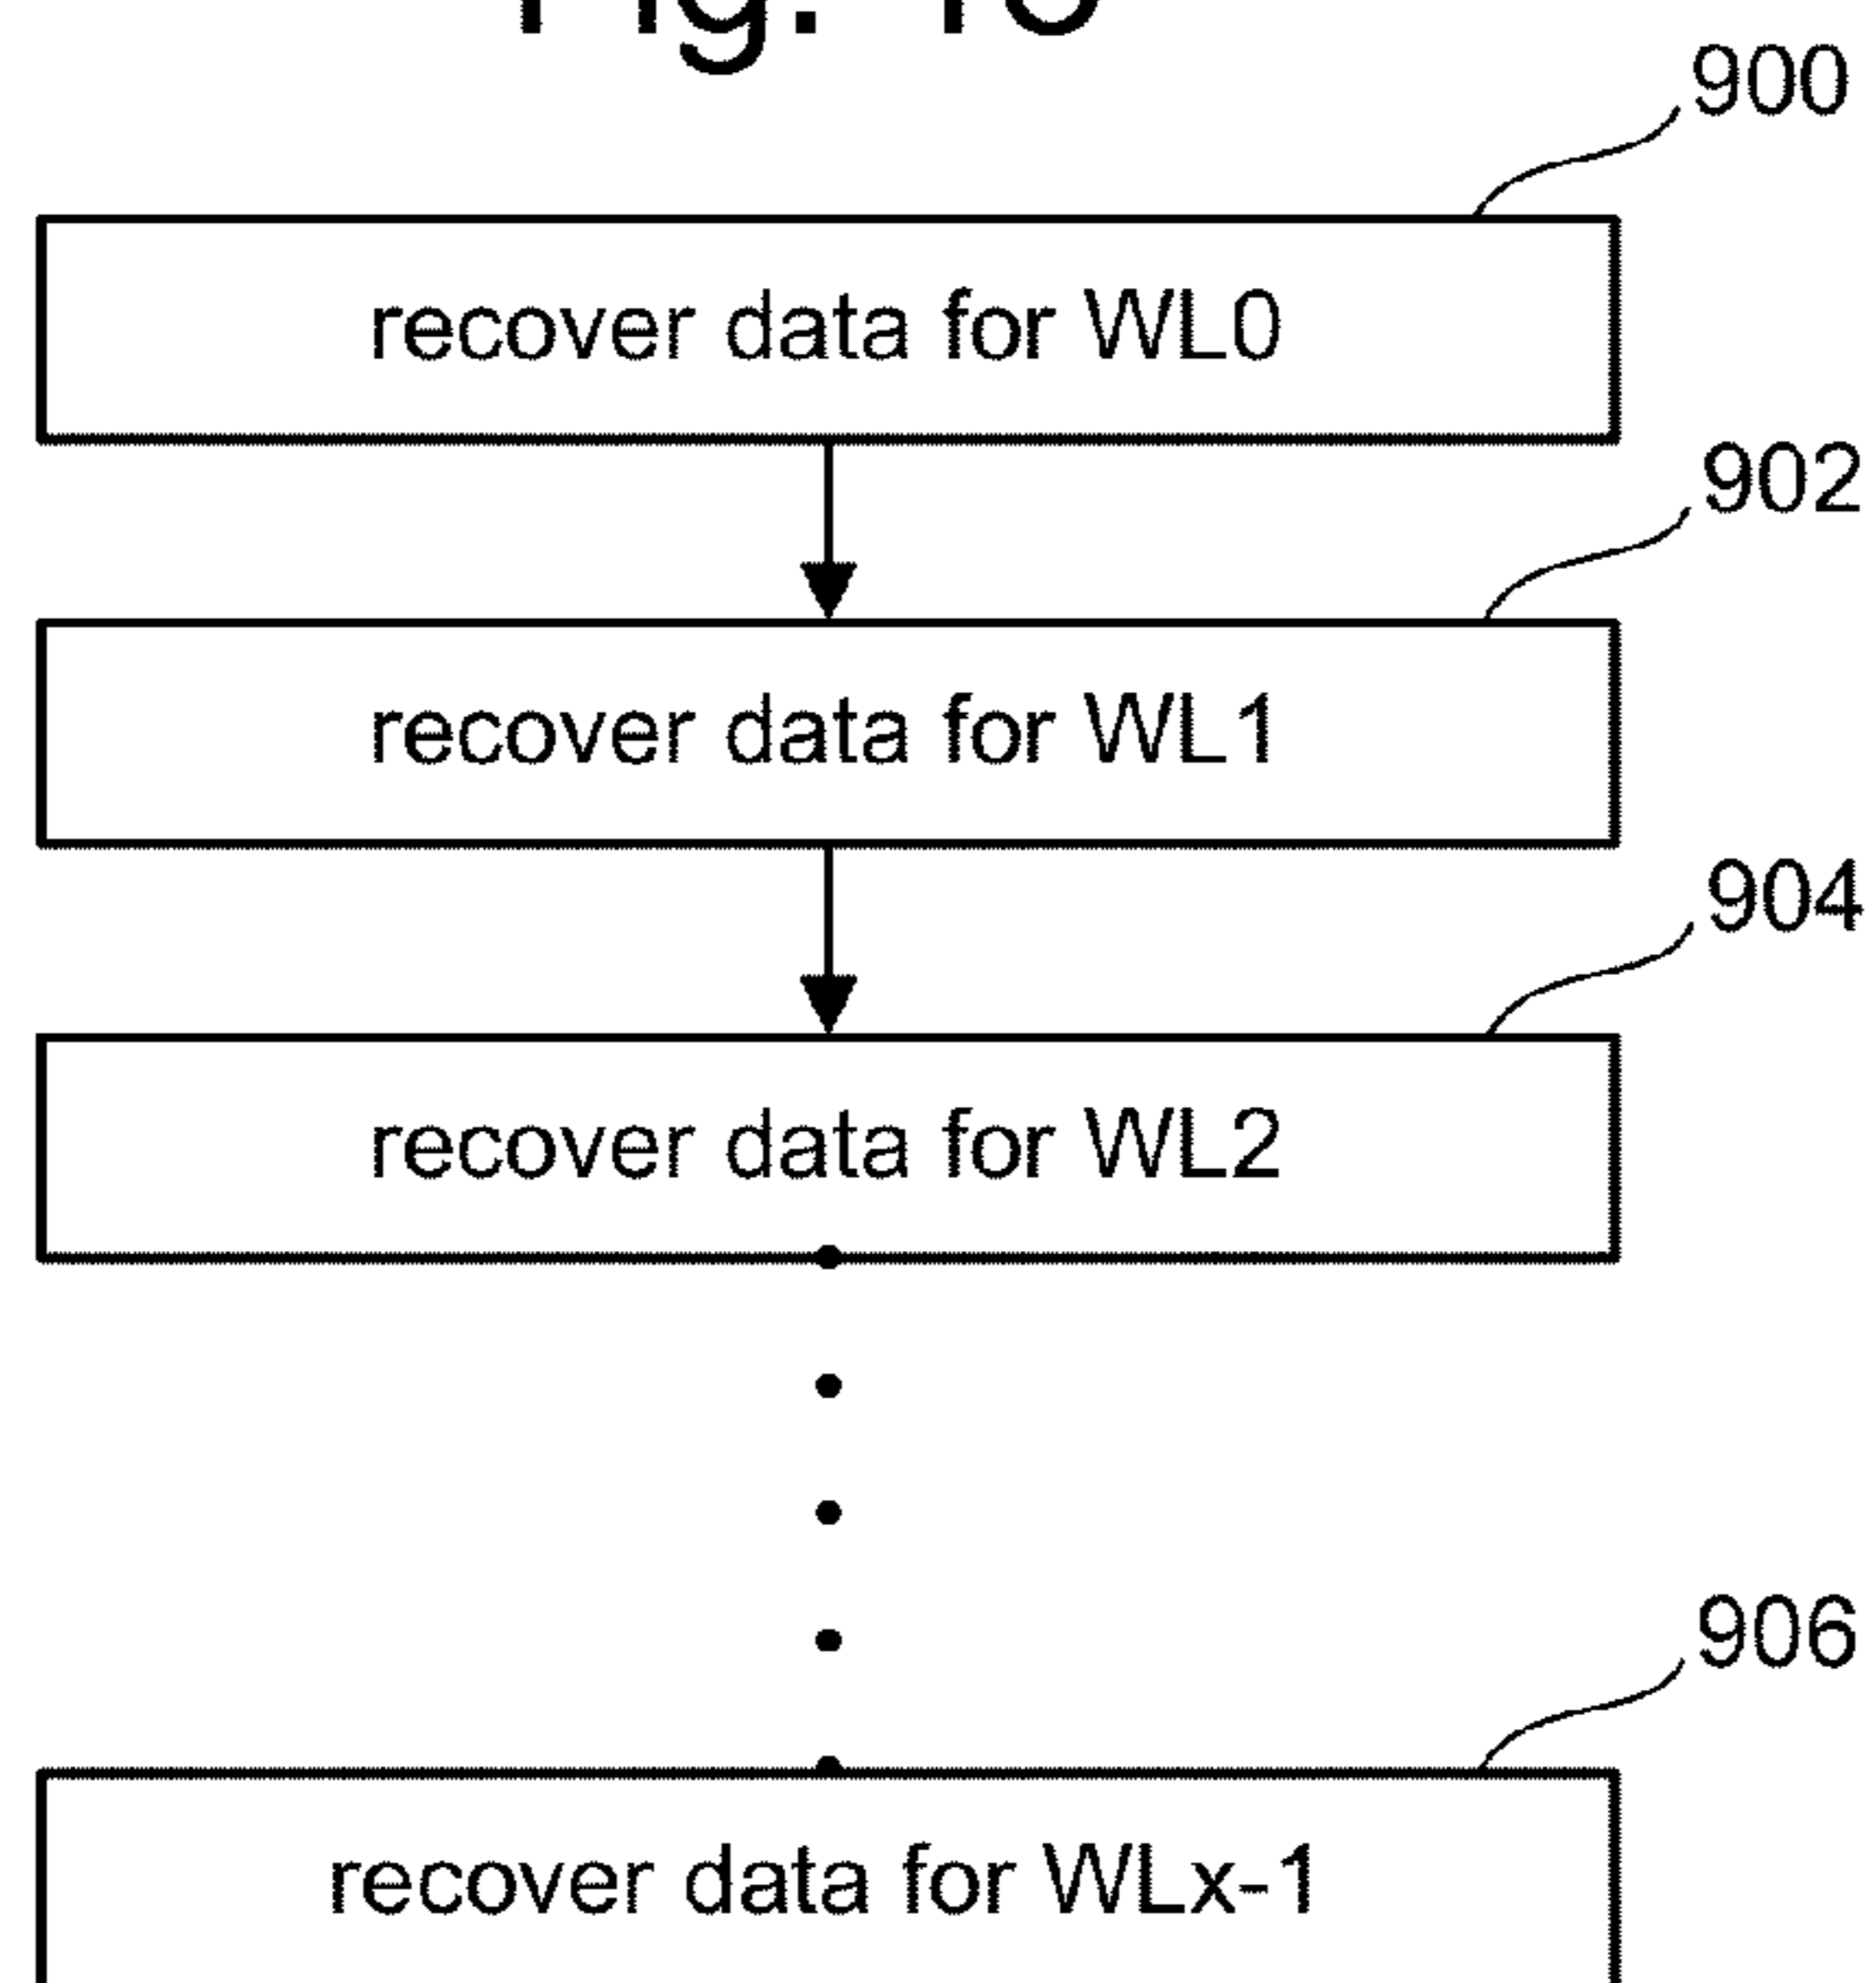 900
recover data for WL0
902
recover data for WL1
904
recover data for WL2
906
recover data for WLx-1